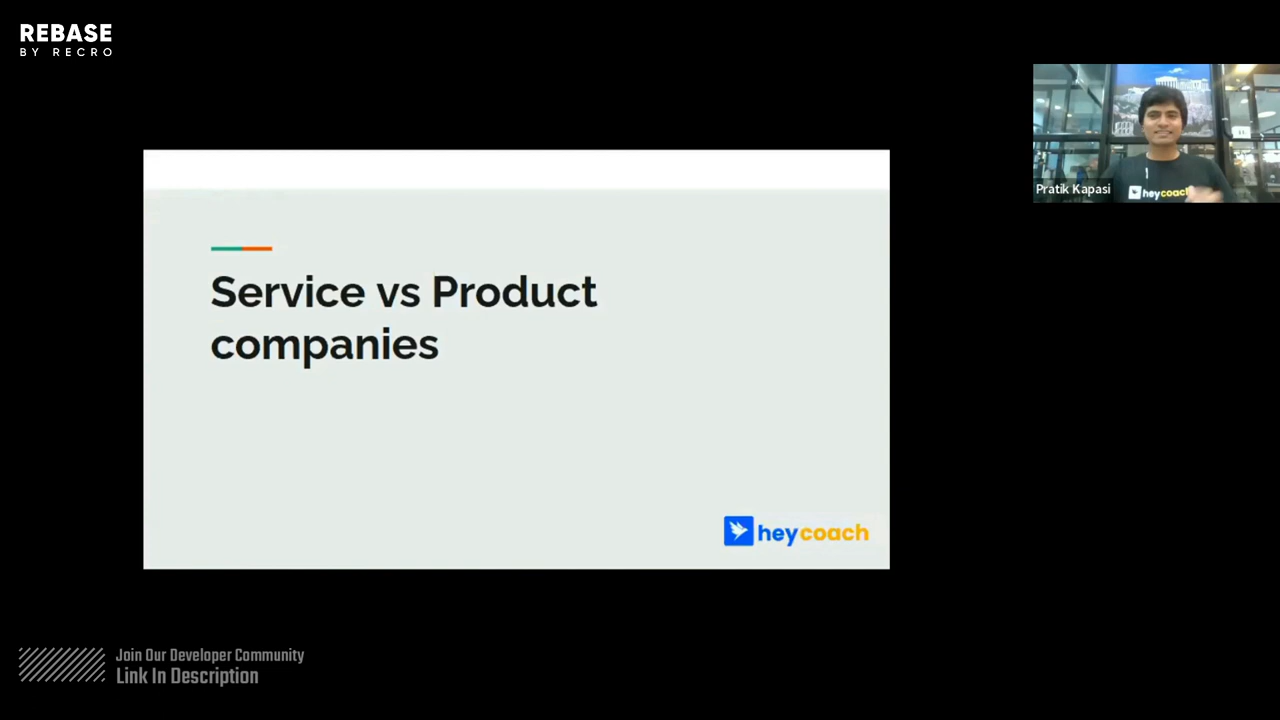 REBASE
BY RECRO
heycoach
Pratik Kapasi
Service vs Product
companies
heycoach
Join Our Developer Community
Link In Description